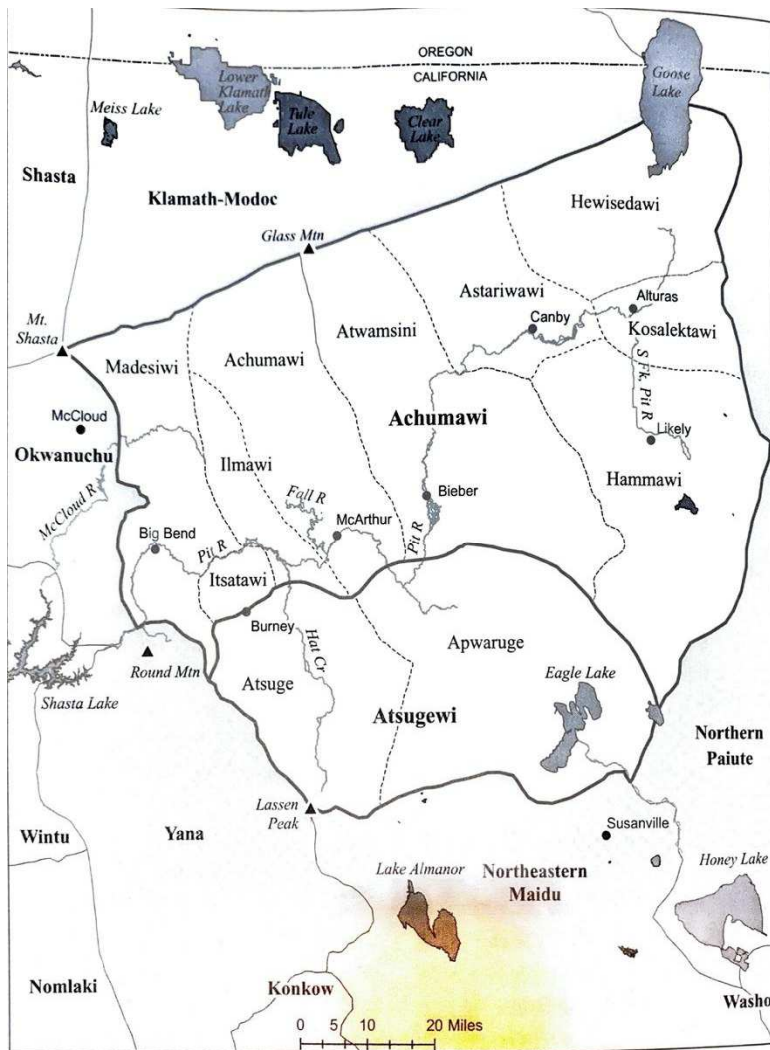 OREGON
CALIFORNIA
Lower
Klamath
Lake
Goose
Lake
Meiss Lake
Tule
Lake
Clear
Lake
Shasta
Klamath-Modoc
Hewisedawi
Glass Mtn
Astariwawi
Alturas
Canby
Mt.
Shasta
Madesiwi
Achumawi
Atwamsini
Kosalektawi
S Fk. Pit R
McCloud
Achumawi
Likely
Okwanuchu
Ilmawi
Hammawi
McCloud R
Fall R
Bieber
McArthur
Big Bend
Pit R
Pit R
Itsatawi
Burney
Hat Cr
Apwaruge
Round Mtn
Atsuge
Eagle Lake
Shasta Lake
Atsugewi
Northern
Paiute
Lassen
Peak
Susanville
Wintu
Yana
Lake Almanor
Northeastern
Maidu
Honey Lake
Nomlaki
Konkow
Washo
0 5 10 20 Miles